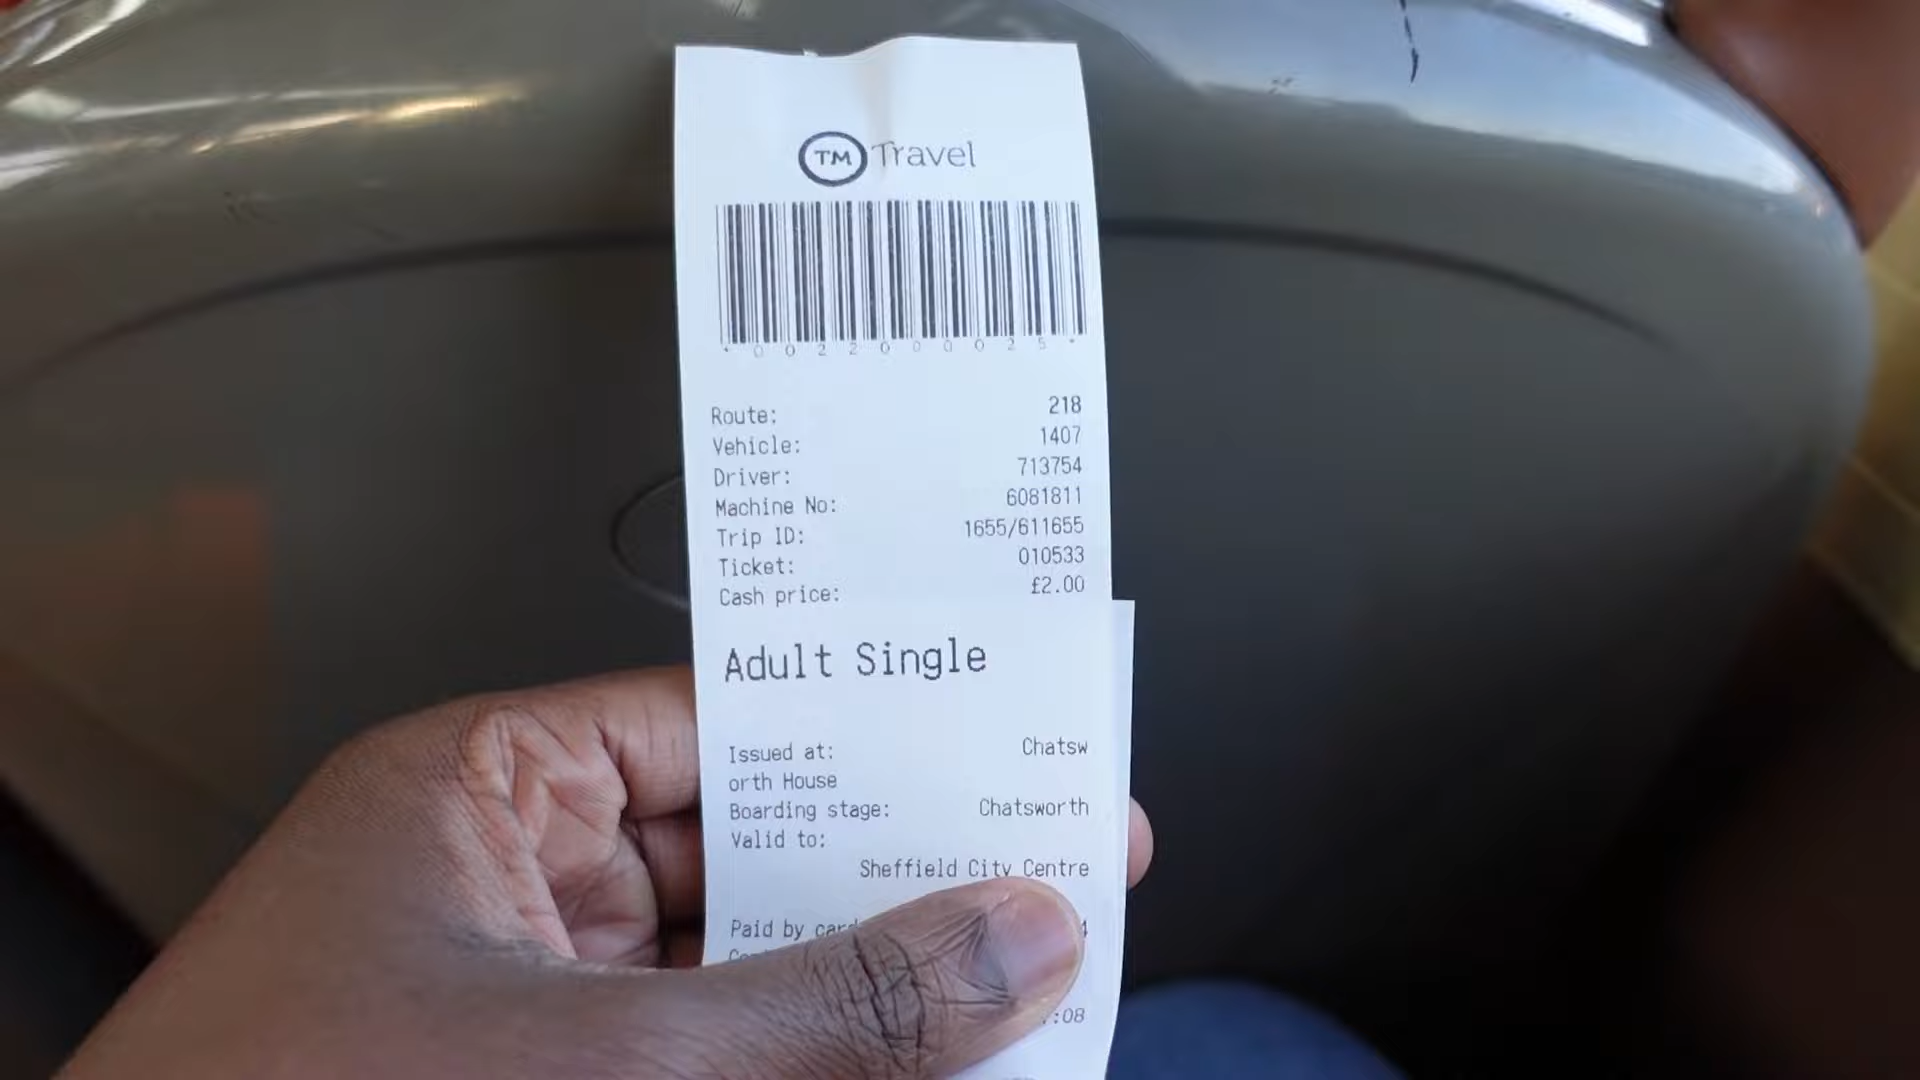 TM Travel
* 0 0 2 2 0 0 0 0 2 5 *
Route: 218
Vehicle: 1407
Driver: 713754
Machine No: 6081811
Trip ID: 1655/611655
Ticket: 010533
Cash price: £2.00
Adult Single
Issued at: Chatsw
orth House
Boarding stage: Chatsworth
Valid to:
Sheffield City Centre
Paid by card
:08